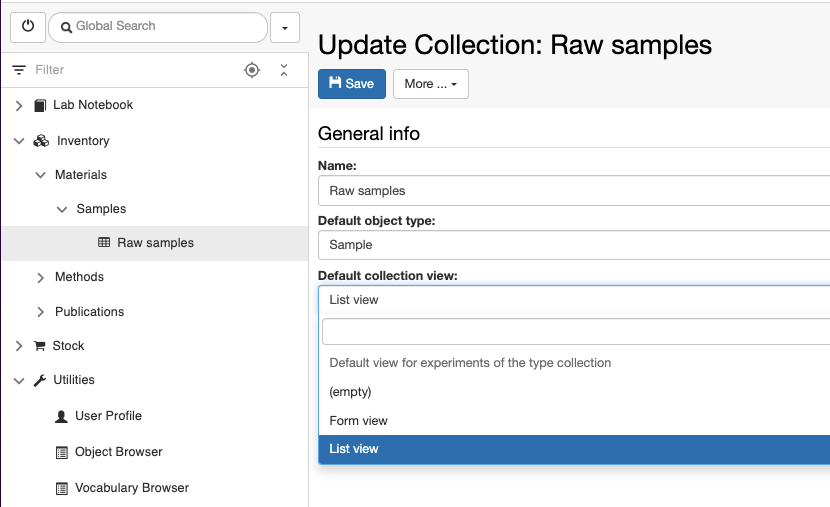 Global Search
Filter
Lab Notebook
Inventory
Materials
Samples
Raw samples
Methods
Publications
Stock
Utilities
User Profile
Object Browser
Vocabulary Browser
Update Collection: Raw samples
Save
More ...
General info
Name:
Raw samples
Default object type:
Sample
Default collection view:
List view
Default view for experiments of the type collection
(empty)
Form view
List view